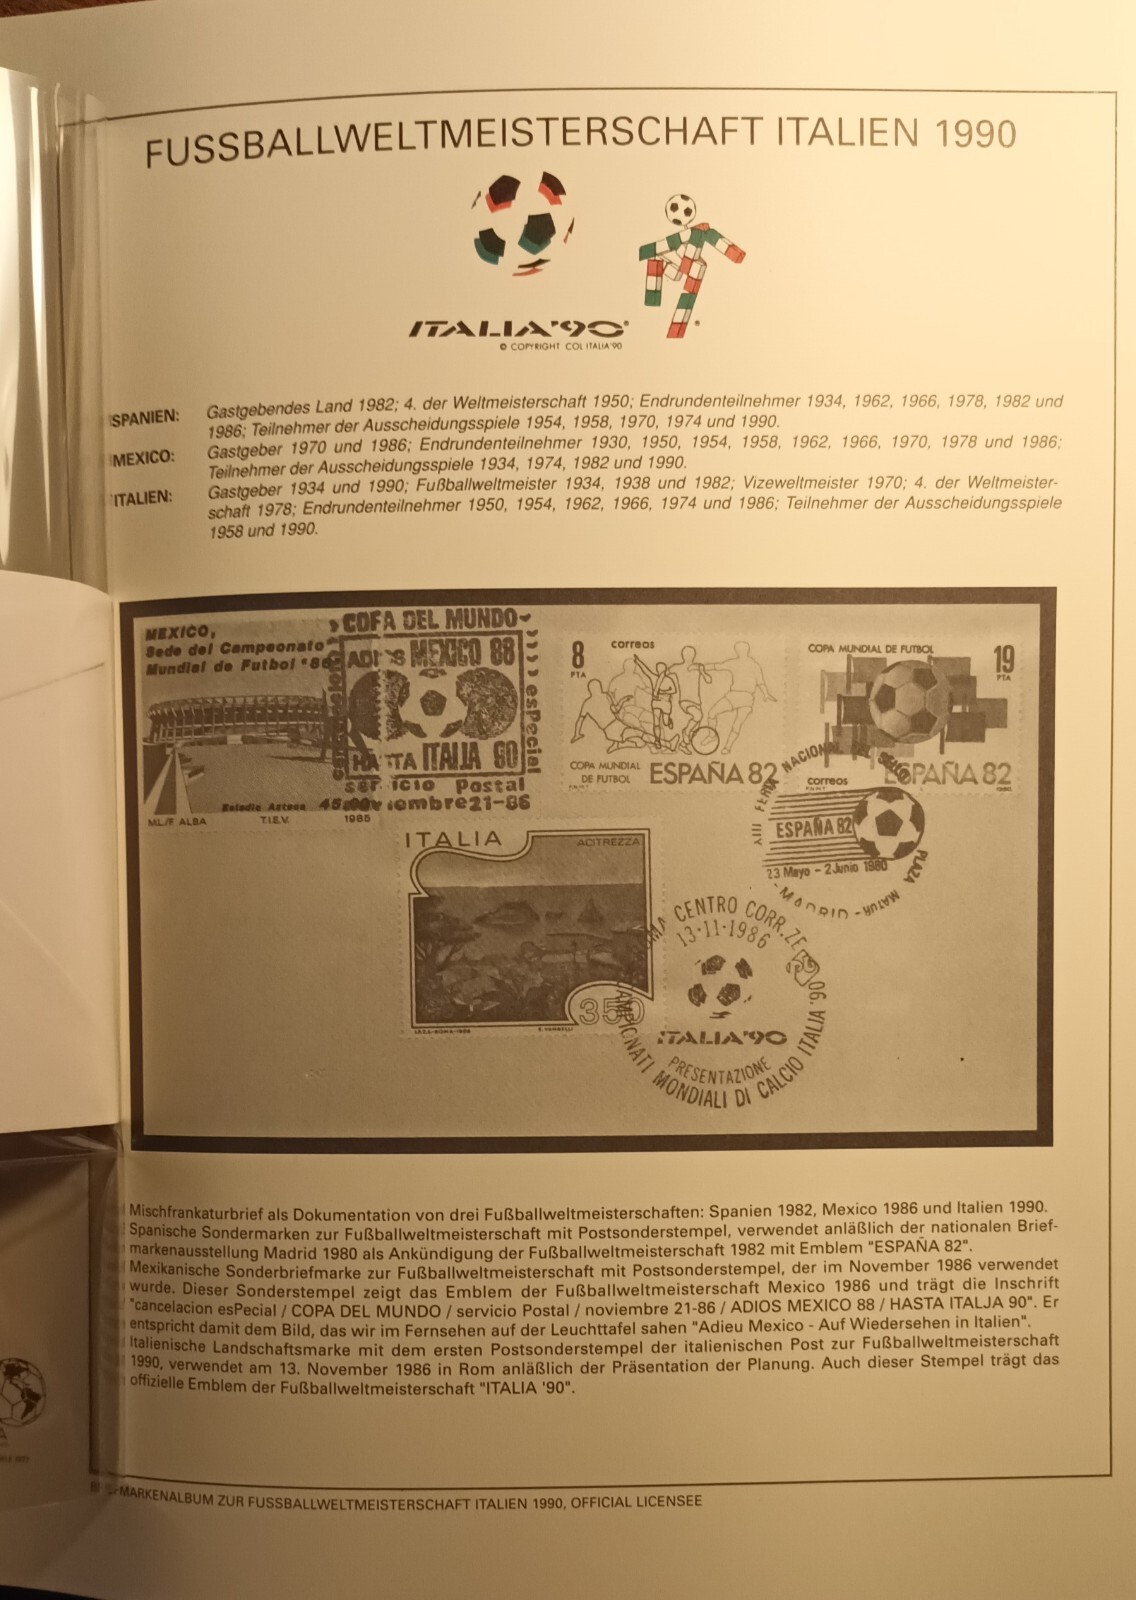 FUSSBALLWELTMEISTERSCHAFT ITALIEN 1990
ITALIA'90
© COPYRIGHT COL ITALIA'90
SPANIEN: Gastgebendes Land 1982; 4. der Weltmeisterschaft 1950; Endrundenteilnehmer 1934, 1962, 1966, 1978, 1982 und
1986; Teilnehmer der Ausscheidungsspiele 1954, 1958, 1970, 1974 und 1990.
MEXICO: Gastgeber 1970 und 1986; Endrundenteilnehmer 1930, 1950, 1954, 1958, 1962, 1966, 1970, 1978 und 1986;
Teilnehmer der Ausscheidungsspiele 1934, 1974, 1982 und 1990.
ITALIEN: Gastgeber 1934 und 1990; Fußballweltmeister 1934, 1938 und 1982; Vizeweltmeister 1970; 4. der Weltmeister-
schaft 1978; Endrundenteilnehmer 1950, 1954, 1962, 1966, 1974 und 1986; Teilnehmer der Ausscheidungsspiele
1958 und 1990.
MEXICO,
Sede del Campeonato
Mundial de Futbol '86
Estadio Azteca
ML/F ALBA T.I.E.V. 1985
COPA DEL MUNDO
ADIOS MEXICO 88
HASTA ITALIA 90
esPecial
servicio Postal
noviembre 21-86
8 PTA
correos
COPA MUNDIAL
DE FUTBOL
ESPAÑA 82
COPA MUNDIAL DE FUTBOL
19 PTA
correos
ESPAÑA 82
XIII FERIA NACIONAL DEL SELLO
ESPAÑA 82
23 Mayo - 2 Junio 1980
PLAZA MAYOR - MADRID
ITALIA
ACITREZZA
350
ROMA CENTRO CORR.ZE
13-11-1986
ITALIA'90
PRESENTAZIONE
CAMPIONATI MONDIALI DI CALCIO ITALIA '90
Mischfrankaturbrief als Dokumentation von drei Fußballweltmeisterschaften: Spanien 1982, Mexico 1986 und Italien 1990.
Spanische Sondermarken zur Fußballweltmeisterschaft mit Postsonderstempel, verwendet anläßlich der nationalen Brief-
markenausstellung Madrid 1980 als Ankündigung der Fußballweltmeisterschaft 1982 mit Emblem "ESPAÑA 82".
Mexikanische Sonderbriefmarke zur Fußballweltmeisterschaft mit Postsonderstempel, der im November 1986 verwendet
wurde. Dieser Sonderstempel zeigt das Emblem der Fußballweltmeisterschaft Mexico 1986 und trägt die Inschrift
"cancelacion esPecial / COPA DEL MUNDO / servicio Postal / noviembre 21-86 / ADIOS MEXICO 88 / HASTA ITALJA 90". Er
entspricht damit dem Bild, das wir im Fernsehen auf der Leuchttafel sahen "Adieu Mexico - Auf Wiedersehen in Italien".
Italienische Landschaftsmarke mit dem ersten Postsonderstempel der italienischen Post zur Fußballweltmeisterschaft
1990, verwendet am 13. November 1986 in Rom anläßlich der Präsentation der Planung. Auch dieser Stempel trägt das
offizielle Emblem der Fußballweltmeisterschaft "ITALIA '90".
MARKENALBUM ZUR FUSSBALLWELTMEISTERSCHAFT ITALIEN 1990, OFFICIAL LICENSEE